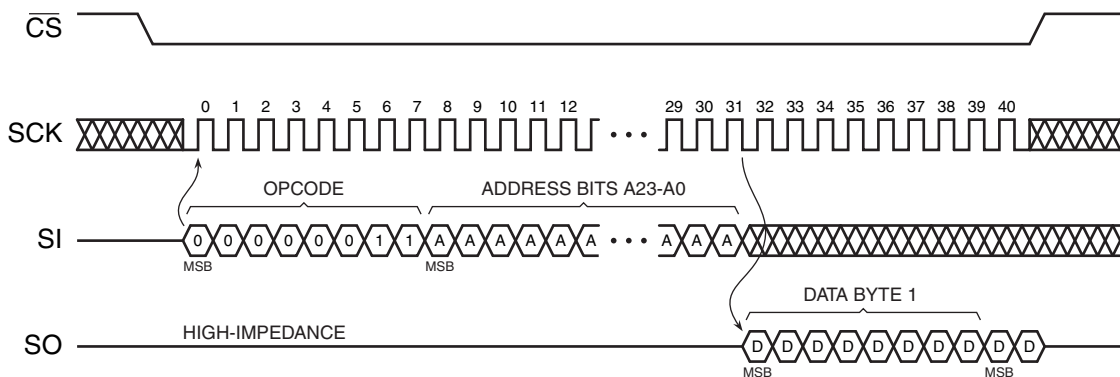 CS
0 1 2 3 4 5 6 7 8 9 10 11 12 29 30 31 32 33 34 35 36 37 38 39 40
SCK
OPCODE ADDRESS BITS A23-A0
SI 0 0 0 0 0 0 1 1 A A A A A A A A A
MSB MSB
DATA BYTE 1
HIGH-IMPEDANCE
SO D D D D D D D D D D
MSB MSB